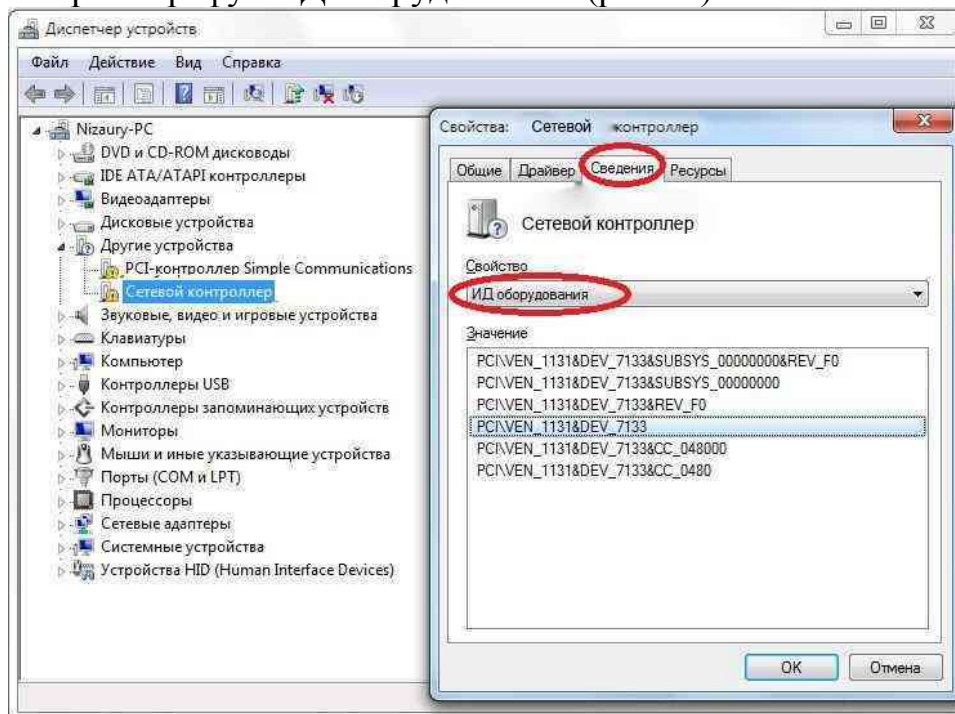 Диспетчер устройств
Файл Действие Вид Справка
Nizaury-PC
DVD и CD-ROM дисководы
IDE ATA/ATAPI контроллеры
Видеоадаптеры
Дисковые устройства
Другие устройства
PCI-контроллер Simple Communications
Сетевой контроллер
Звуковые, видео и игровые устройства
Клавиатуры
Компьютер
Контроллеры USB
Контроллеры запоминающих устройств
Мониторы
Мыши и иные указывающие устройства
Порты (COM и LPT)
Процессоры
Сетевые адаптеры
Системные устройства
Устройства HID (Human Interface Devices)
Свойства: Сетевой контроллер
Общие Драйвер Сведения Ресурсы
Сетевой контроллер
Свойство
ИД оборудования
Значение
PCI\VEN_1131&DEV_7133&SUBSYS_00000000&REV_F0
PCI\VEN_1131&DEV_7133&SUBSYS_00000000
PCI\VEN_1131&DEV_7133&REV_F0
PCI\VEN_1131&DEV_7133
PCI\VEN_1131&DEV_7133&CC_048000
PCI\VEN_1131&DEV_7133&CC_0480
OK Отмена